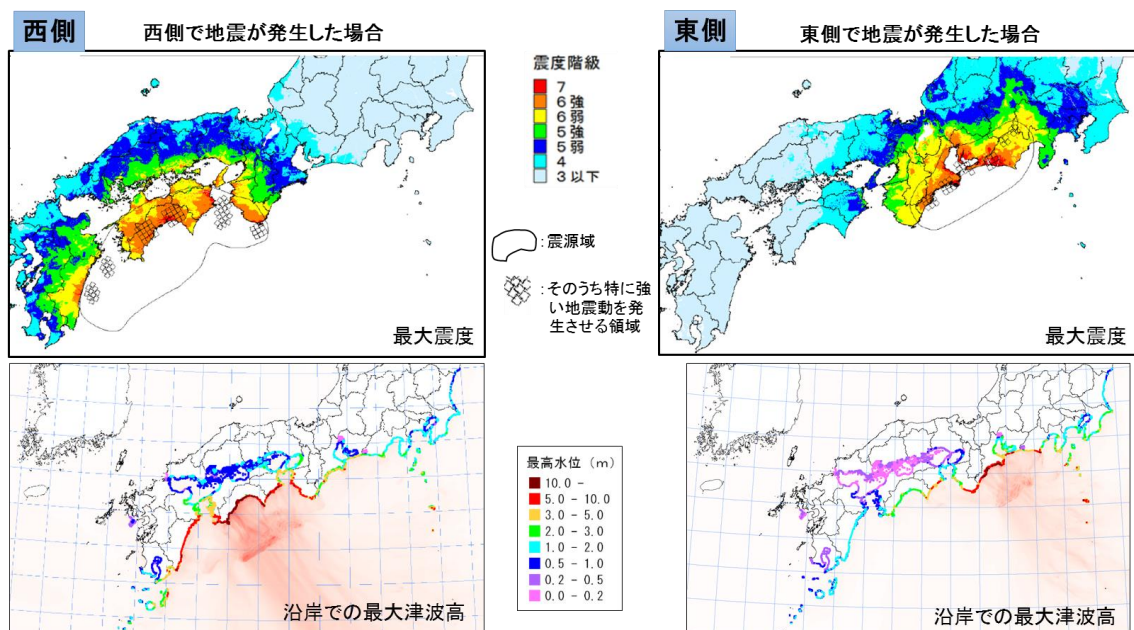 西側
西側で地震が発生した場合
東側
東側で地震が発生した場合
震度階級
7
6強
6弱
5強
5弱
4
3以下
:震源域
:そのうち特に強
い地震動を発
生させる領域
最大震度
最大震度
最高水位（m）
10.0 -
5.0 - 10.0
3.0 - 5.0
2.0 - 3.0
1.0 - 2.0
0.5 - 1.0
0.2 - 0.5
0.0 - 0.2
沿岸での最大津波高
沿岸での最大津波高